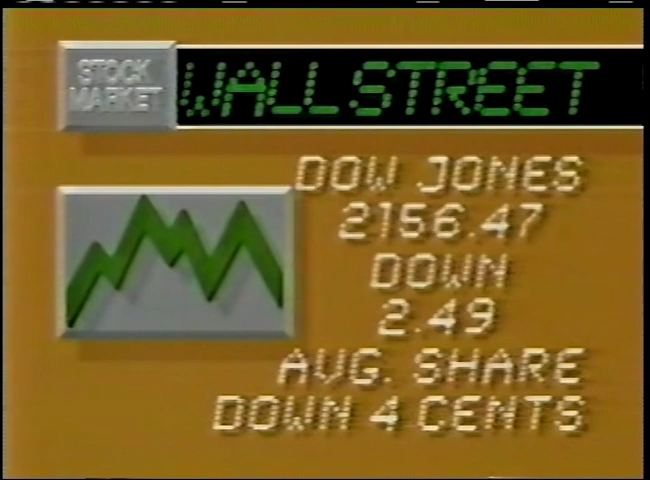 STOCK
MARKET
WALL STREET
DOW JONES
2156.47
DOWN
2.49
AVG. SHARE
DOWN 4 CENTS